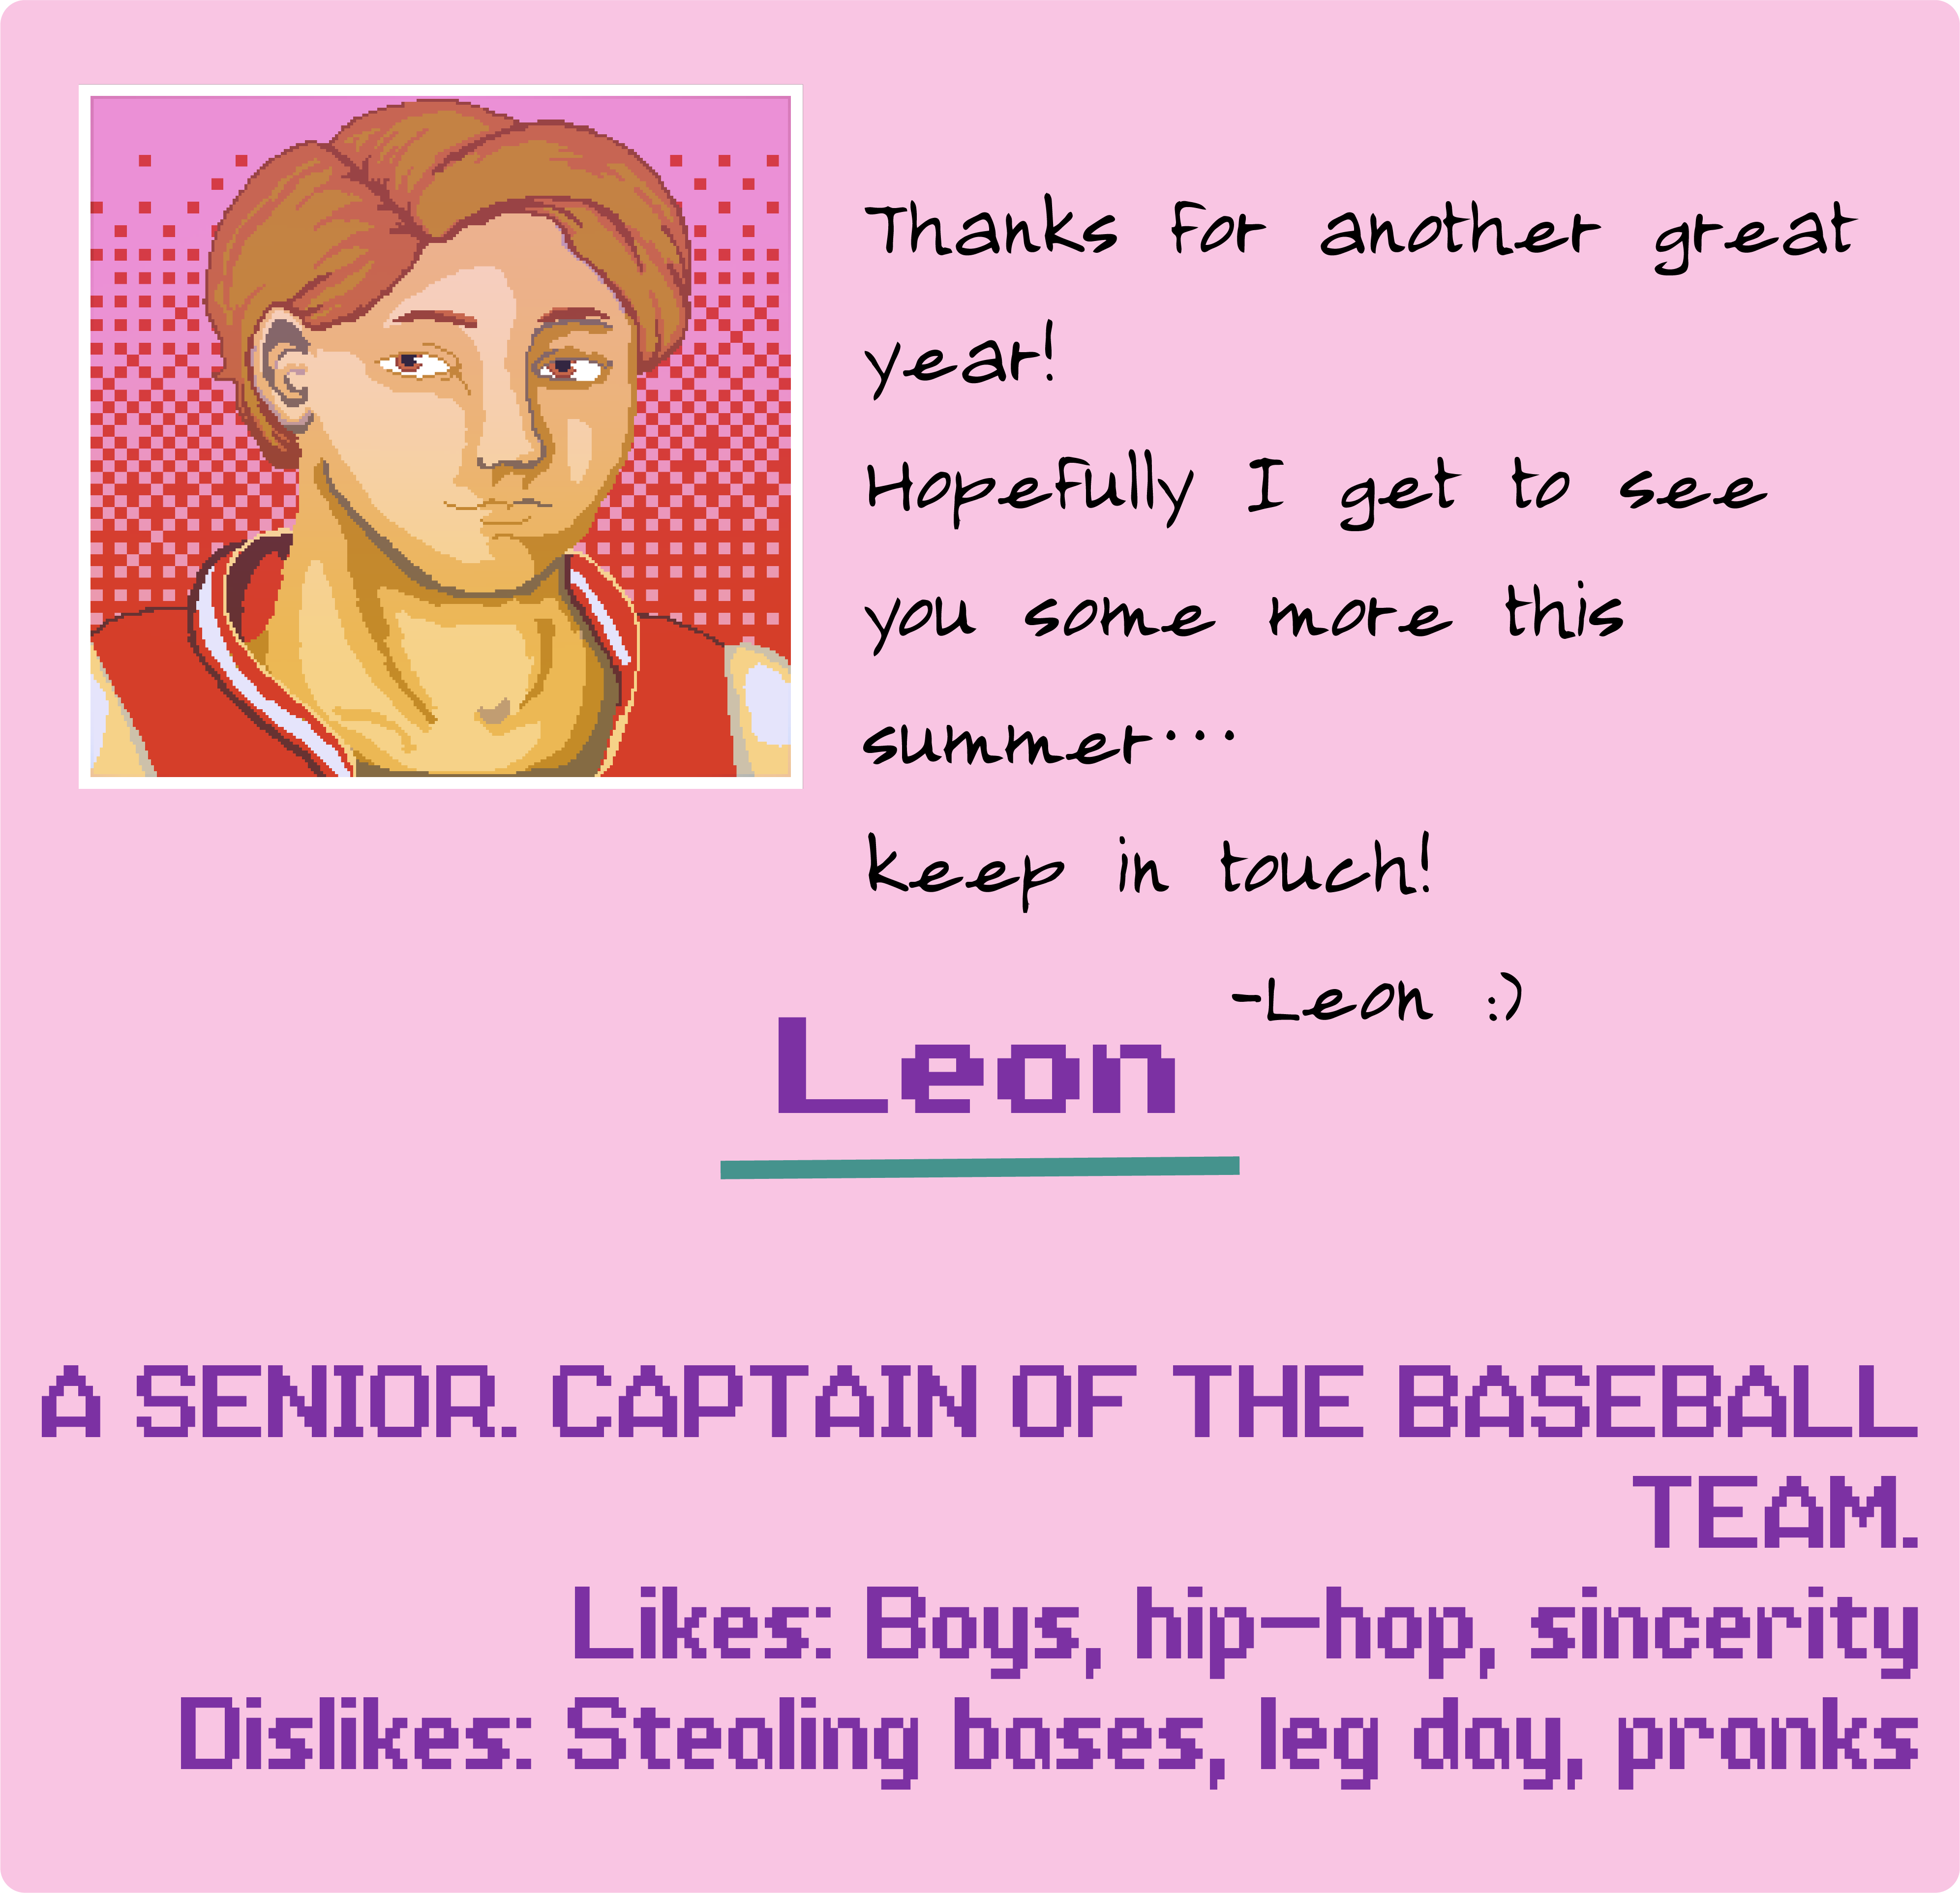 Thanks for another great
year!
Hopefully I get to see
you some more this
summer...
Keep in touch!
-Leon :)
Leon
A SENIOR. CAPTAIN OF THE BASEBALL
TEAM.
Likes: Boys, hip-hop, sincerity
Dislikes: Stealing bases, leg day, pranks